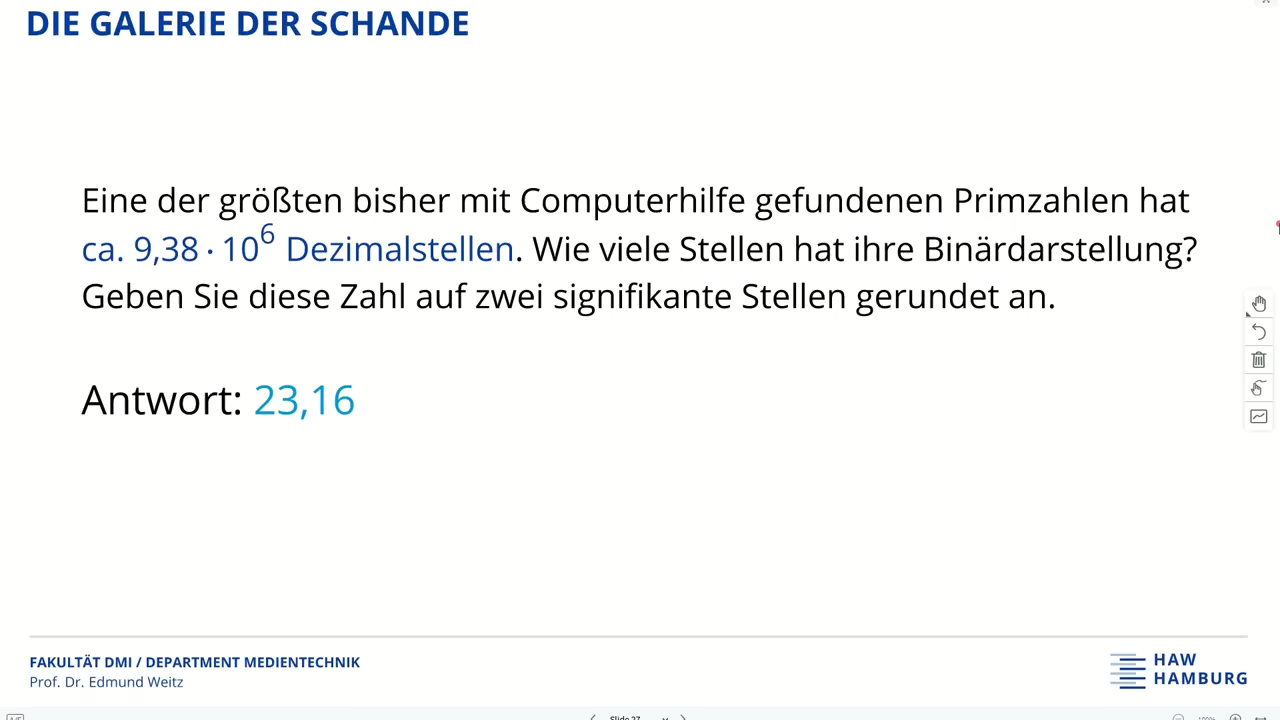 DIE GALERIE DER SCHANDE
Eine der größten bisher mit Computerhilfe gefundenen Primzahlen hat
ca. 9,38 · 10⁶ Dezimalstellen. Wie viele Stellen hat ihre Binärdarstellung?
Geben Sie diese Zahl auf zwei signifikante Stellen gerundet an.
Antwort: 23,16
FAKULTÄT DMI / DEPARTMENT MEDIENTECHNIK
Prof. Dr. Edmund Weitz
HAW
HAMBURG
Slide 27